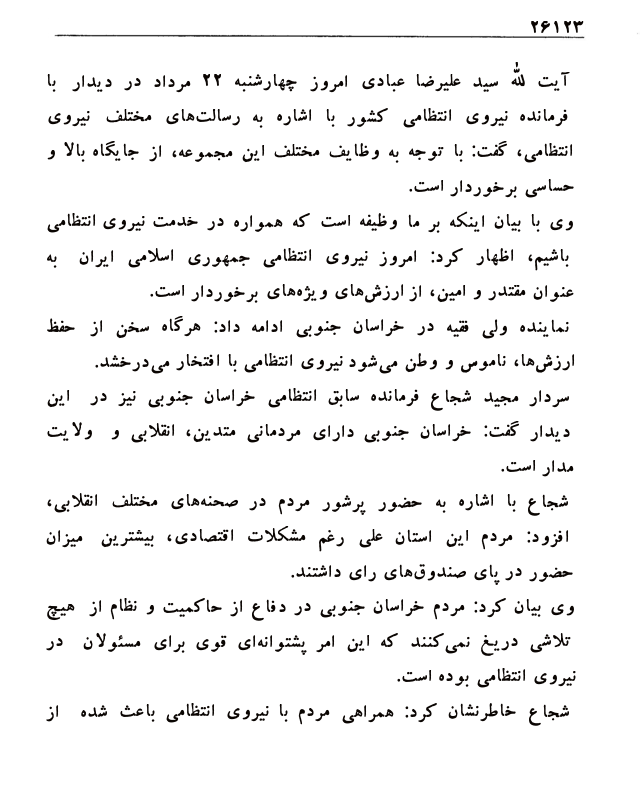 ۲۶۱۲۳
آیت لله سید علیرضا عبادی امروز چهارشنبه ۲۲ مرداد در دیدار با
فرمانده نیروی انتظامی کشور با اشاره به رسالت‌های مختلف نیروی
انتظامی، گفت: با توجه به وظایف مختلف این مجموعه، از جایگاه بالا و
حساسی برخوردار است.
وی با بیان اینکه بر ما وظیفه است که همواره در خدمت نیروی انتظامی
باشیم، اظهار کرد: امروز نیروی انتظامی جمهوری اسلامی ایران به
عنوان مقتدر و امین، از ارزش‌های ویژه‌های برخوردار است.
نماینده ولی فقیه در خراسان جنوبی ادامه داد: هرگاه سخن از حفظ
ارزش‌ها، ناموس و وطن می‌شود نیروی انتظامی با افتخار می‌درخشد.
سردار مجید شجاع فرمانده سابق انتظامی خراسان جنوبی نیز در این
دیدار گفت: خراسان جنوبی دارای مردمانی متدین، انقلابی و ولایت
مدار است.
شجاع با اشاره به حضور پرشور مردم در صحنه‌های مختلف انقلابی،
افزود: مردم این استان علی رغم مشکلات اقتصادی، بیشترین میزان
حضور در پای صندوق‌های رای داشتند.
وی بیان کرد: مردم خراسان جنوبی در دفاع از حاکمیت و نظام از هیچ
تلاشی دریغ نمی‌کنند که این امر پشتوانه‌ای قوی برای مسئولان در
نیروی انتظامی بوده است.
شجاع خاطرنشان کرد: همراهی مردم با نیروی انتظامی باعث شده از